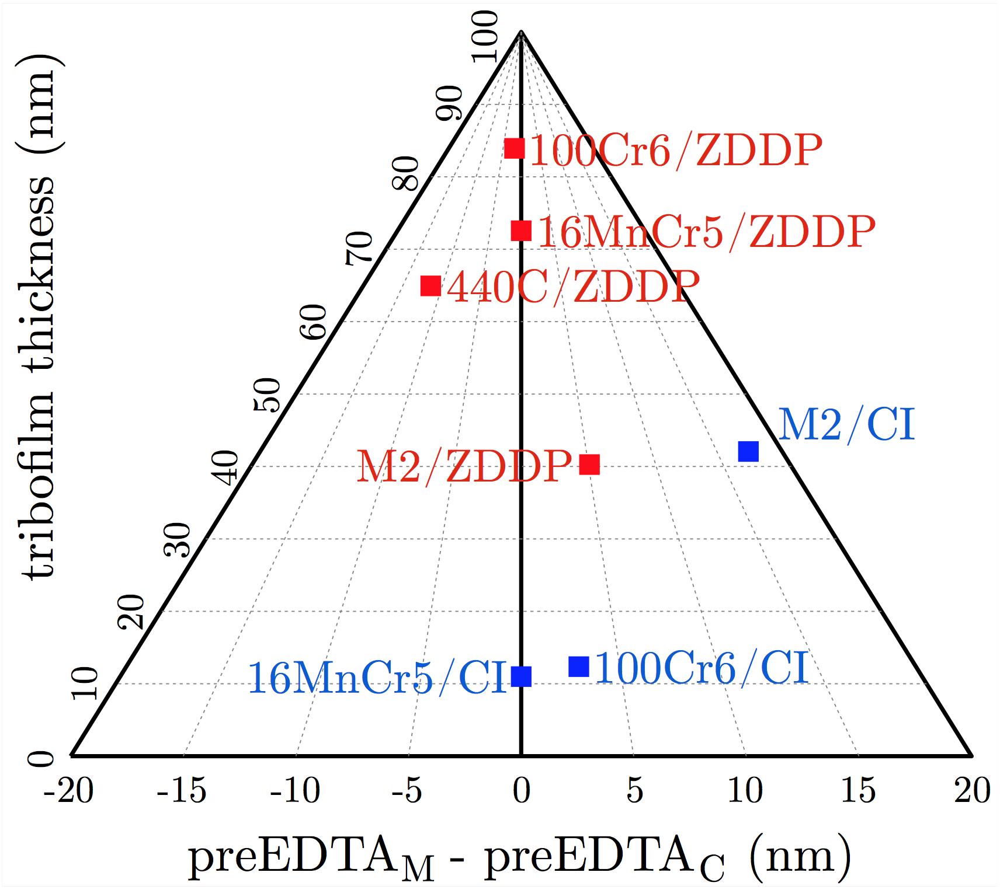 tribofilm thickness (nm)
100
90
80
70
60
50
40
30
20
10
0
100Cr6/ZDDP
16MnCr5/ZDDP
440C/ZDDP
M2/CI
M2/ZDDP
100Cr6/CI
16MnCr5/CI
-20 -15 -10 -5 0 5 10 15 20
preEDTA_M - preEDTA_C (nm)